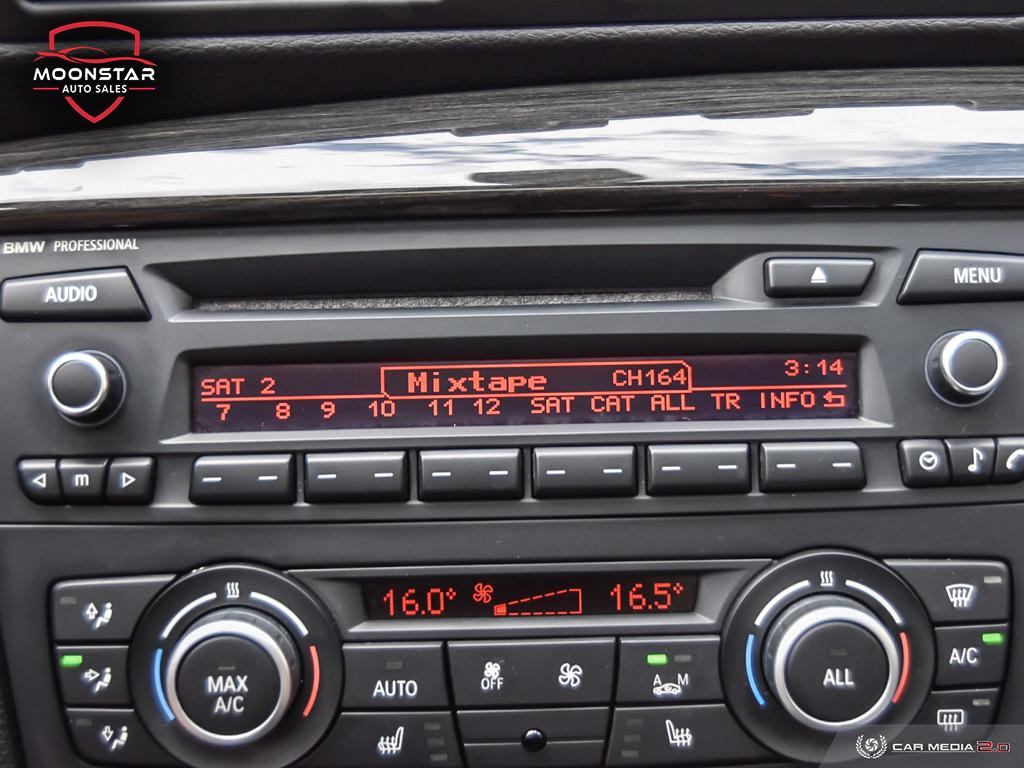 MOONSTAR
AUTO SALES
BMW PROFESSIONAL
AUDIO
MENU
SAT 2
Mixtape
CH164
3:14
7 8 9 10 11 12 SAT CAT ALL TR INFO
m
16.0°
16.5°
MAX
A/C
AUTO
OFF
A M
ALL
A/C
CAR MEDIA 2.0